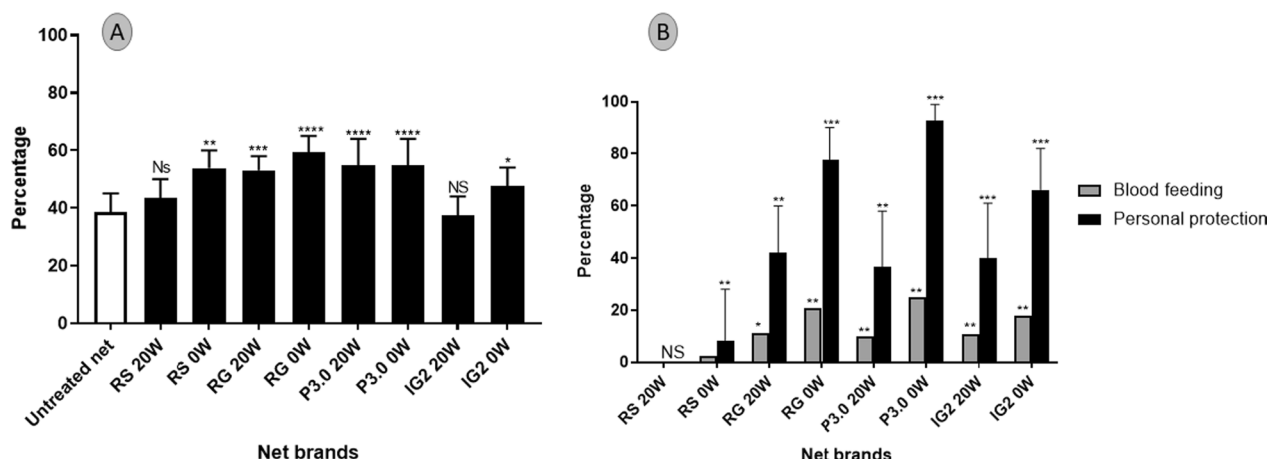 A
100
80
60
40
20
0
Percentage
Ns
**
***
****
****
****
NS
*
Untreated net
RS 20W
RS 0W
RG 20W
RG 0W
P3.0 20W
P3.0 0W
IG2 20W
IG2 0W
Net brands
B
100
80
60
40
20
0
Percentage
NS
**
*
**
**
***
**
**
**
***
**
***
**
***
RS 20W
RS 0W
RG 20W
RG 0W
P3.0 20W
P3.0 0W
IG2 20W
IG2 0W
Net brands
Blood feeding
Personal protection